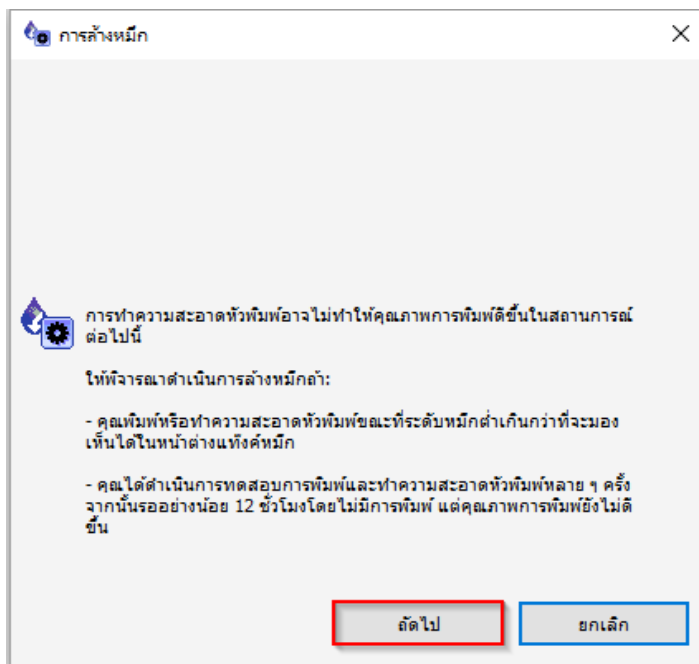 การล้างหมึก
การทำความสะอาดหัวพิมพ์อาจไม่ทำให้คุณภาพการพิมพ์ดีขึ้นในสถานการณ์
ต่อไปนี้
ให้พิจารณาดำเนินการล้างหมึกถ้า:
- คุณพิมพ์หรือทำความสะอาดหัวพิมพ์ขณะที่ระดับหมึกต่ำเกินกว่าที่จะมอง
เห็นได้ในหน้าต่างแท็งค์หมึก
- คุณได้ดำเนินการทดสอบการพิมพ์และทำความสะอาดหัวพิมพ์หลาย ๆ ครั้ง
จากนั้นรออย่างน้อย 12 ชั่วโมงโดยไม่มีการพิมพ์ แต่คุณภาพการพิมพ์ยังไม่ดี
ขึ้น
ถัดไป
ยกเลิก